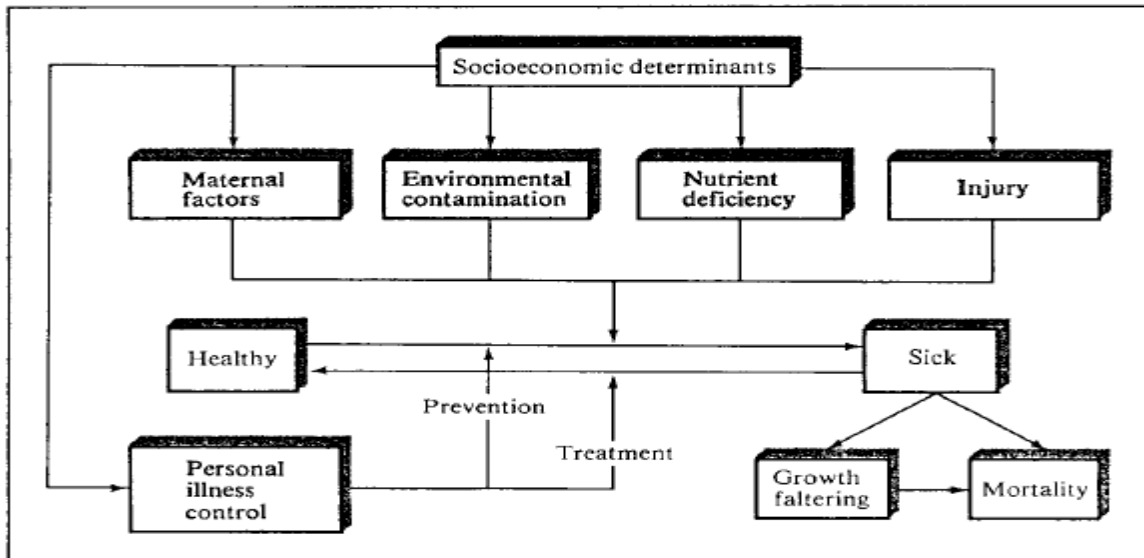 Socioeconomic determinants
Maternal
factors
Environmental
contamination
Nutrient
deficiency
Injury
Healthy
Sick
Prevention
Treatment
Personal
illness
control
Growth
faltering
Mortality